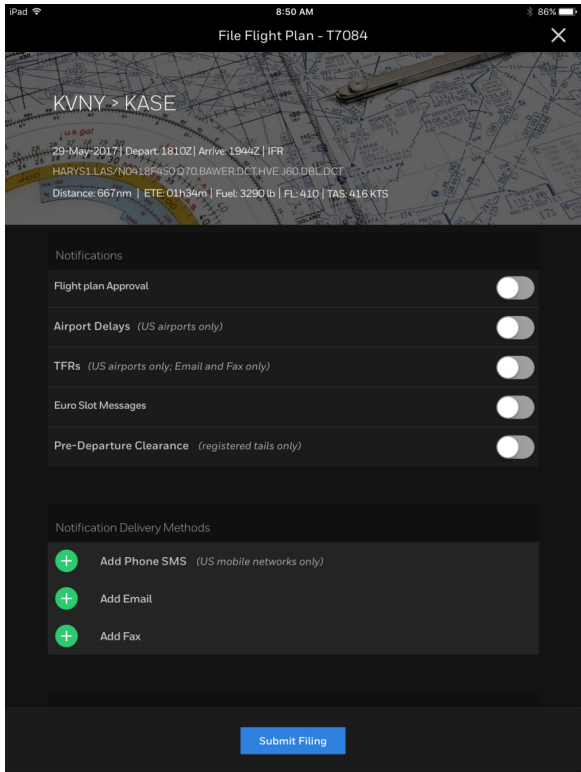 iPad 8:50 AM 86%
File Flight Plan - T7084
KVNY > KASE
us gal
29-May-2017 | Depart: 1810Z | Arrive: 1944Z | IFR
HARYS1.LAS/N0418F450.Q70.BAWER.DCT.HVE.J60.DBL.DCT
Distance: 667nm | ETE: 01h34m | Fuel: 3290 lb | FL: 410 | TAS: 416 KTS
Notifications
Flight plan Approval
Airport Delays (US airports only)
TFRs (US airports only; Email and Fax only)
Euro Slot Messages
Pre-Departure Clearance (registered tails only)
Notification Delivery Methods
Add Phone SMS (US mobile networks only)
Add Email
Add Fax
Submit Filing